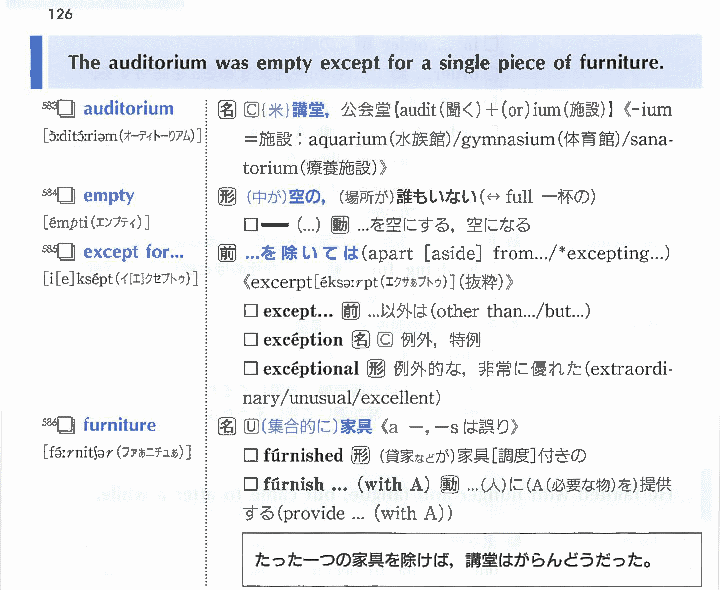 126
The auditorium was empty except for a single piece of furniture.
583 auditorium
[ɔ̀ːditɔ́ːriəm(オーディトーゥリアム)]
名 C{米}講堂, 公会堂{audit(聞く)+(or)ium(施設)】《-ium
=施設:aquarium(水族館)/gymnasium(体育館)/sana-
torium(療養施設)》
584 empty
[émpti(エンプティ)]
形 (中が)空の, (場所が)誰もいない(↔ full 一杯の)
□━ (...) 動 ...を空にする, 空になる
585 except for...
[i[e]ksépt(イ[エ]クセプトゥ)]
前 ...を除いては(apart [aside] from.../*excepting...)
《excerpt[éksəːrpt(エクサぁプトゥ)](抜粋)》
□ except... 前 ...以外は(other than.../but...)
□ excéption 名 C 例外, 特例
□ excéptional 形 例外的な, 非常に優れた(extraordi-
nary/unusual/excellent)
586 furniture
[fə́ːrnitʃər(ファぁニチュぁ)]
名 U(集合的に)家具《a ―, ―s は誤り》
□ fúrnished 形 (貸家などが)家具[調度]付きの
□ fúrnish ... (with A) 動 ...(人)に(A(必要な物)を)提供
する(provide ... (with A))
たった一つの家具を除けば, 講堂はがらんどうだった。